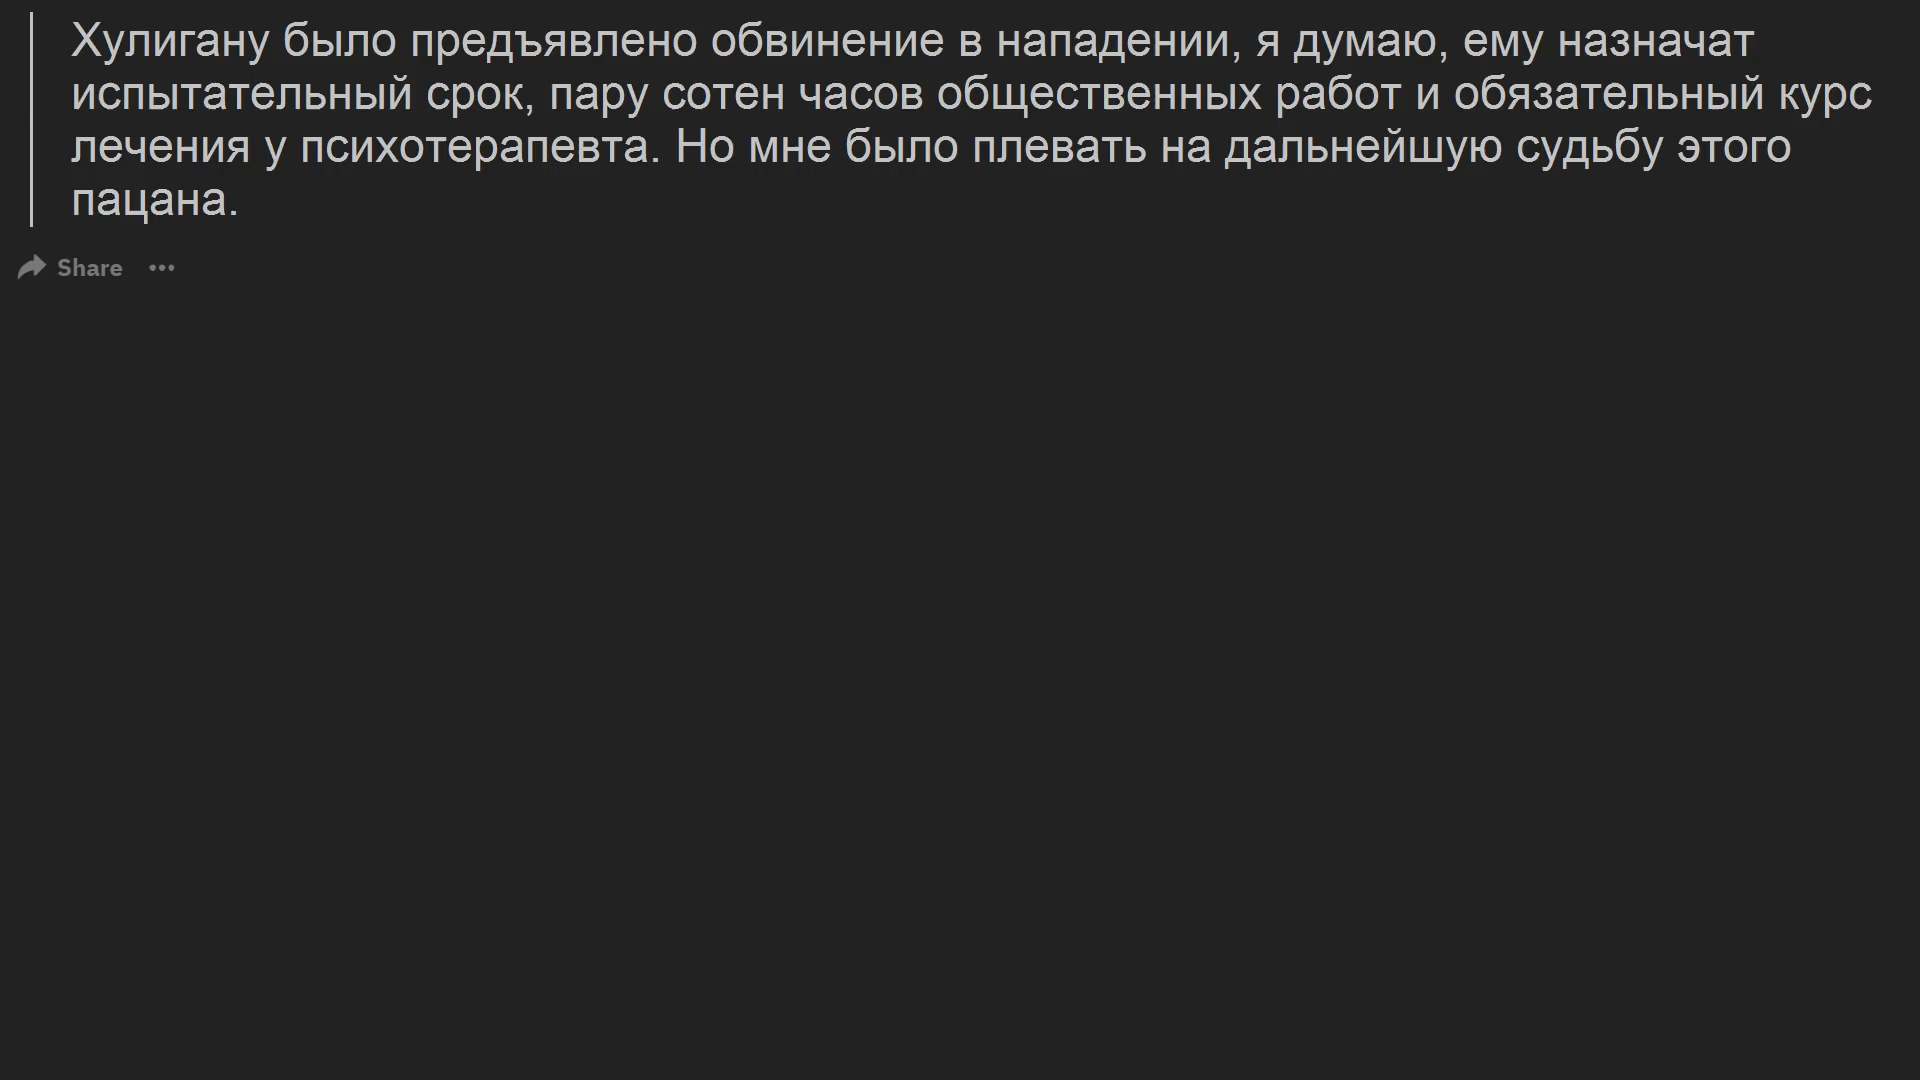 Хулигану было предъявлено обвинение в нападении, я думаю, ему назначат
испытательный срок, пару сотен часов общественных работ и обязательный курс
лечения у психотерапевта. Но мне было плевать на дальнейшую судьбу этого
пацана.
Share ...